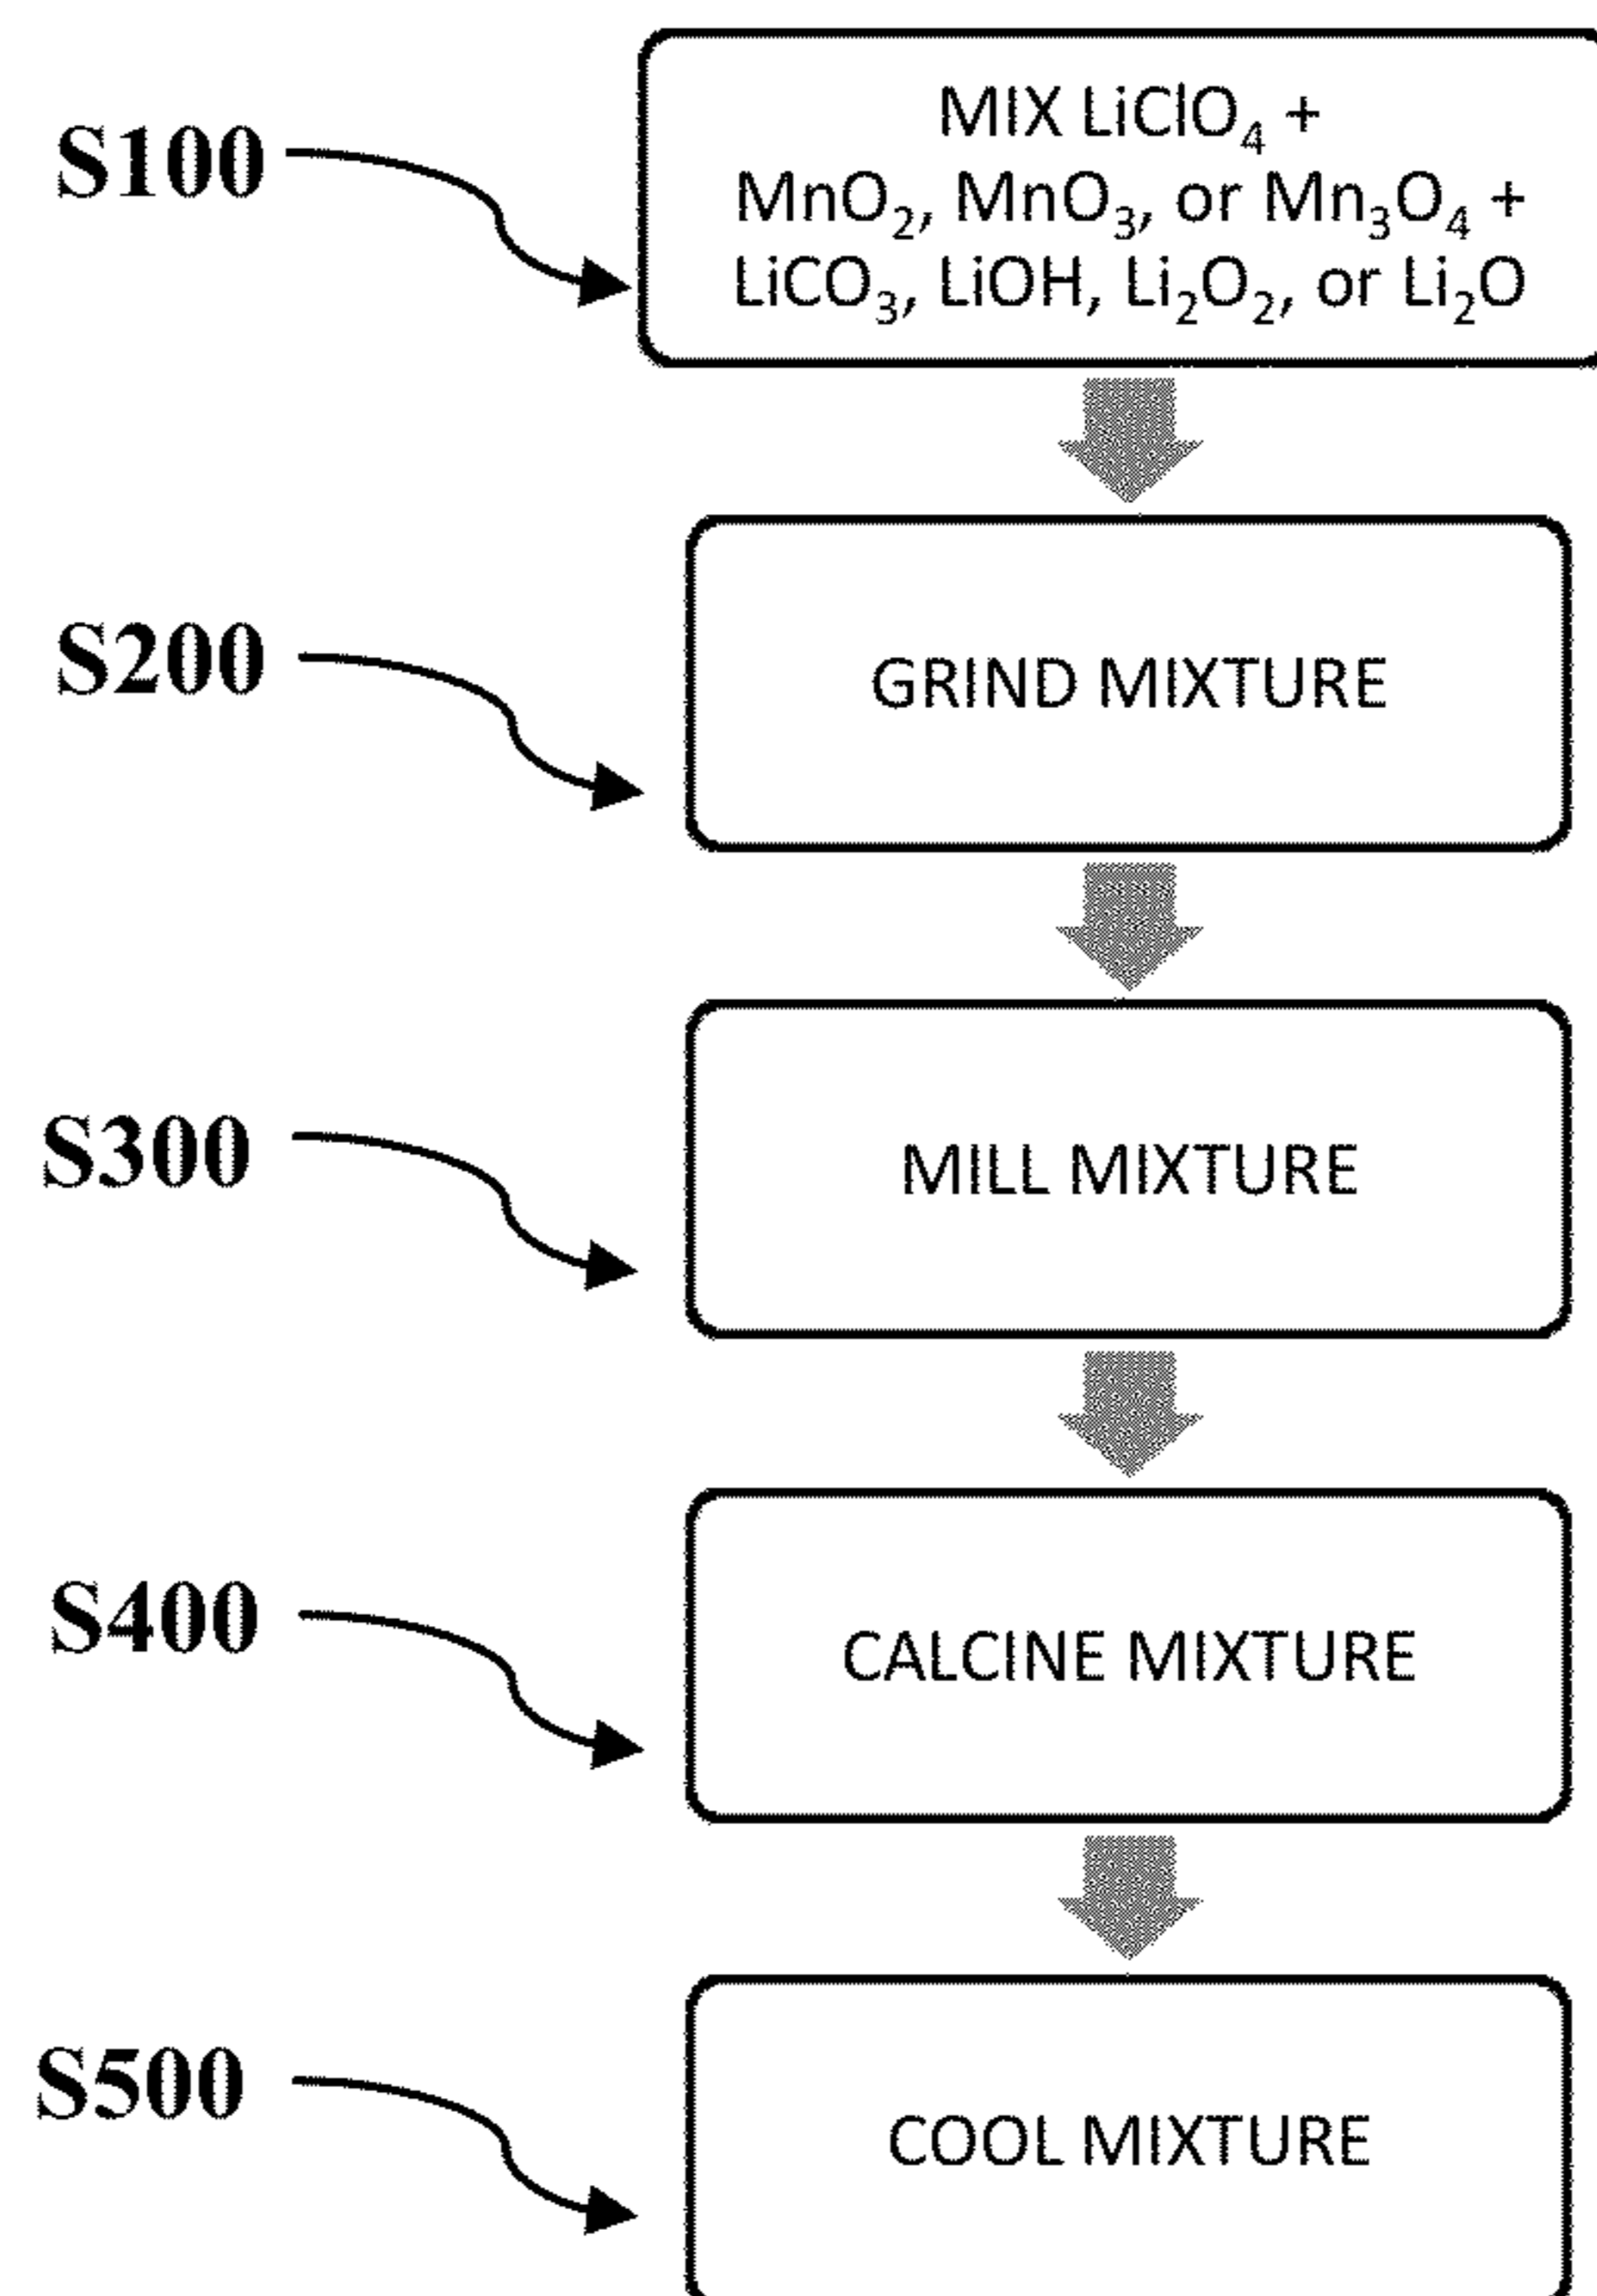 S100
MIX LiClO₄ +
MnO₂, MnO₃, or Mn₃O₄ +
LiCO₃, LiOH, Li₂O₂, or Li₂O
S200
GRIND MIXTURE
S300
MILL MIXTURE
S400
CALCINE MIXTURE
S500
COOL MIXTURE